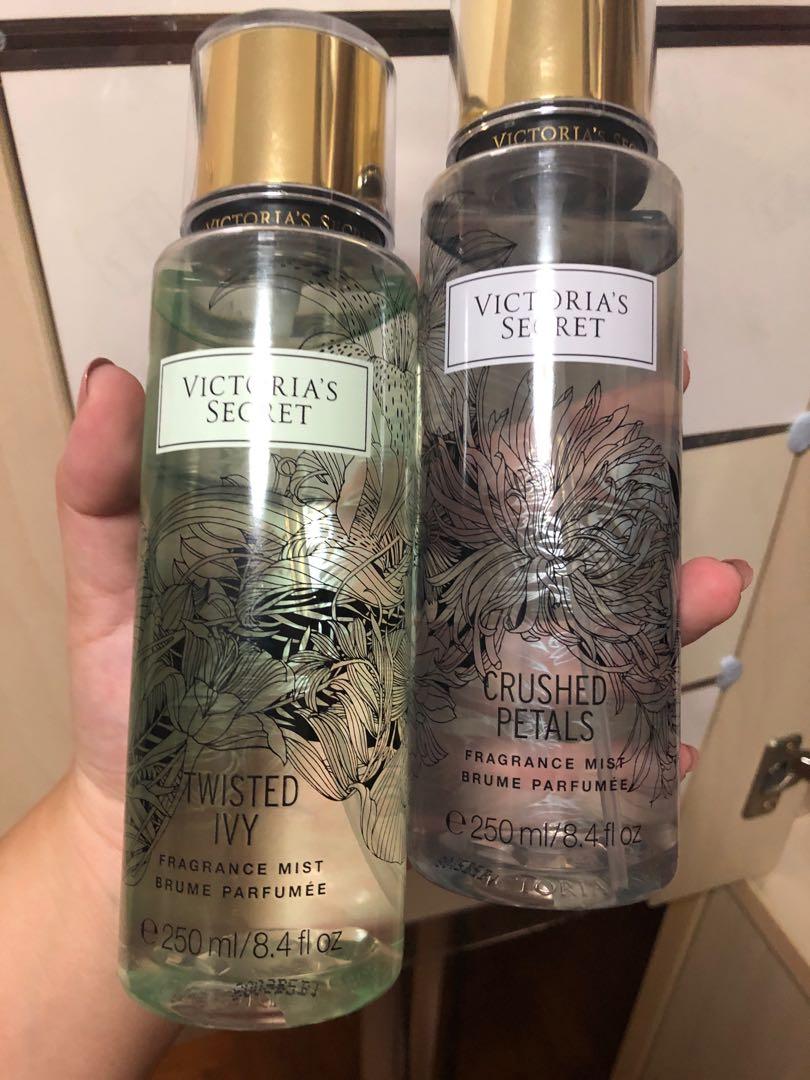 VICTORIA'S SECRET
VICTORIA'S
SECRET
TWISTED
IVY
FRAGRANCE MIST
BRUME PARFUMÉE
e 250 ml/8.4 fl oz
VICTORIA'S SEC
VICTORIA'S
SECRET
CRUSHED
PETALS
FRAGRANCE MIST
BRUME PARFUMÉE
e 250 ml/8.4 fl oz